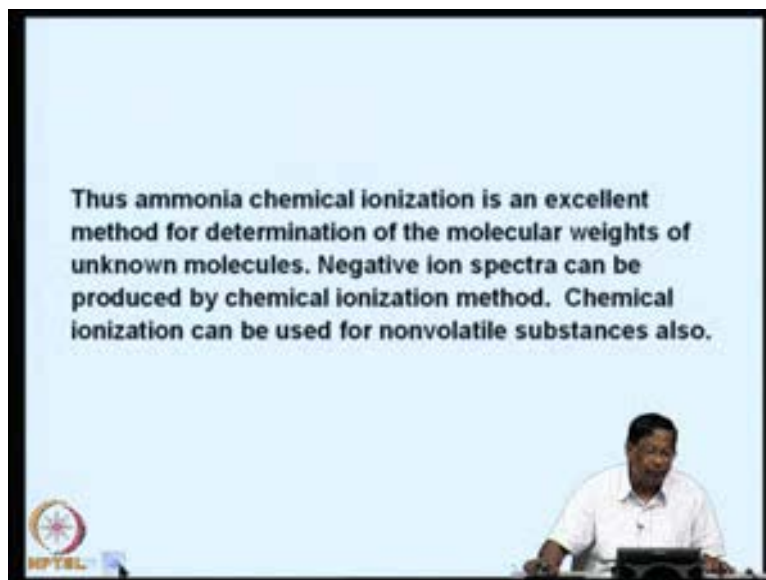 Thus ammonia chemical ionization is an excellent
method for determination of the molecular weights of
unknown molecules. Negative ion spectra can be
produced by chemical ionization method. Chemical
ionization can be used for nonvolatile substances also.
NPTEL